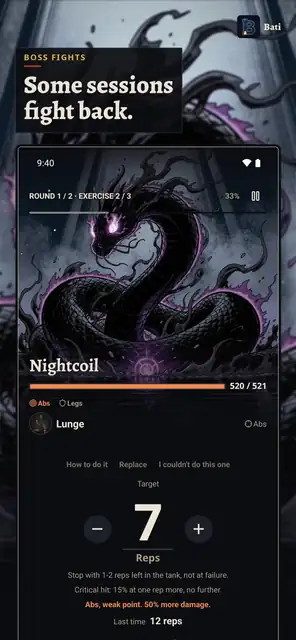 Bati
BOSS FIGHTS
Some sessions
fight back.
9:40
ROUND 1 / 2 · EXERCISE 2 / 3
33%
Nightcoil
520 / 521
Abs
Legs
Lunge
Abs
How to do it
Replace
I couldn't do this one
Target
7
Reps
Stop with 1-2 reps left in the tank, not at failure.
Critical hit: 15% at one rep more, no further.
Abs, weak point. 50% more damage.
Last time 12 reps